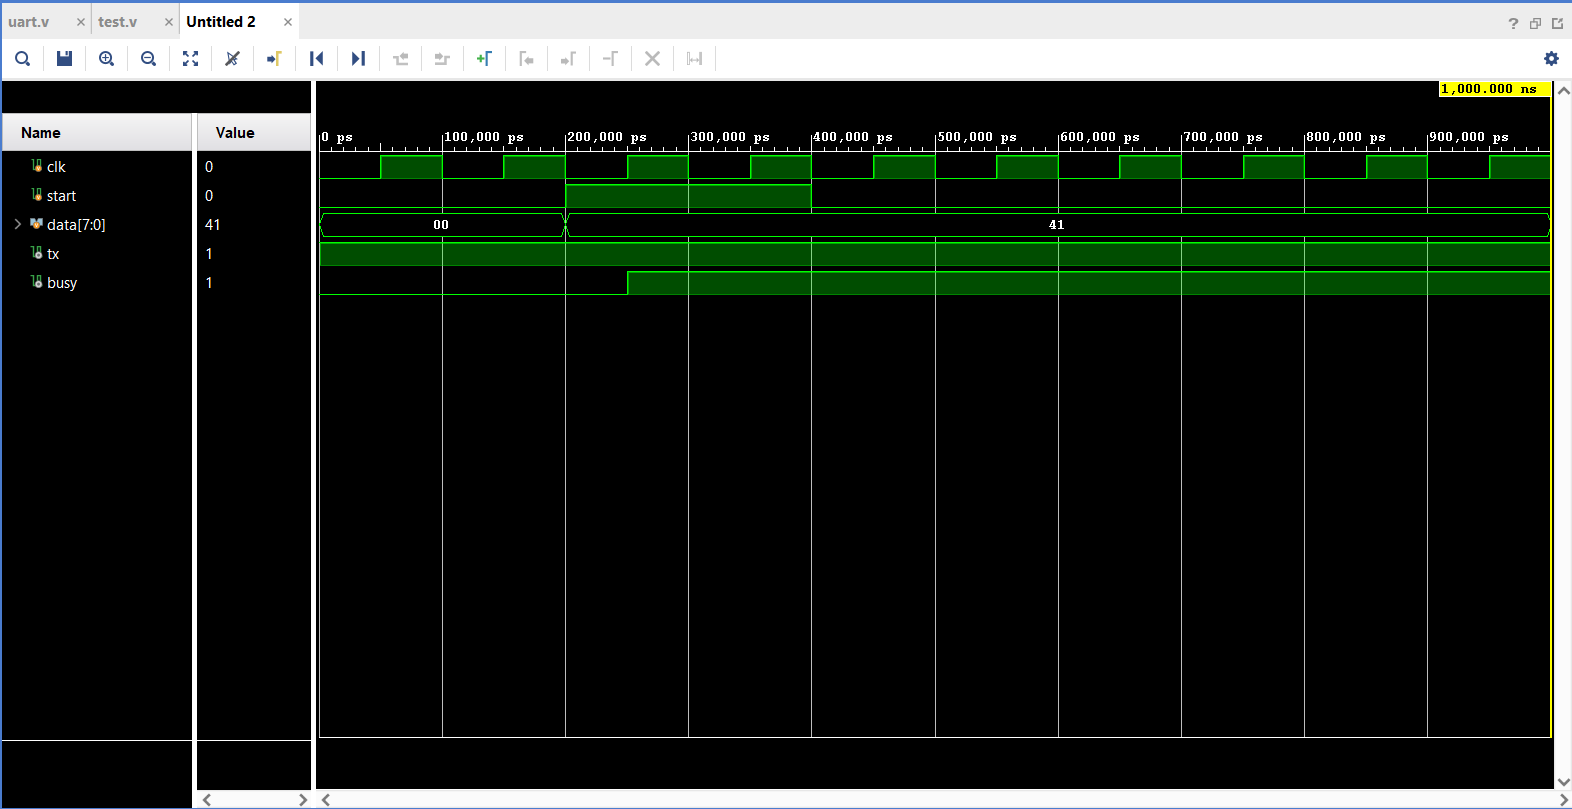 uart.v × test.v × Untitled 2 ×
?
1,000.000 ns
Name Value
0 ps 100,000 ps 200,000 ps 300,000 ps 400,000 ps 500,000 ps 600,000 ps 700,000 ps 800,000 ps 900,000 ps
clk 0
start 0
data[7:0] 41 00 41
tx 1
busy 1